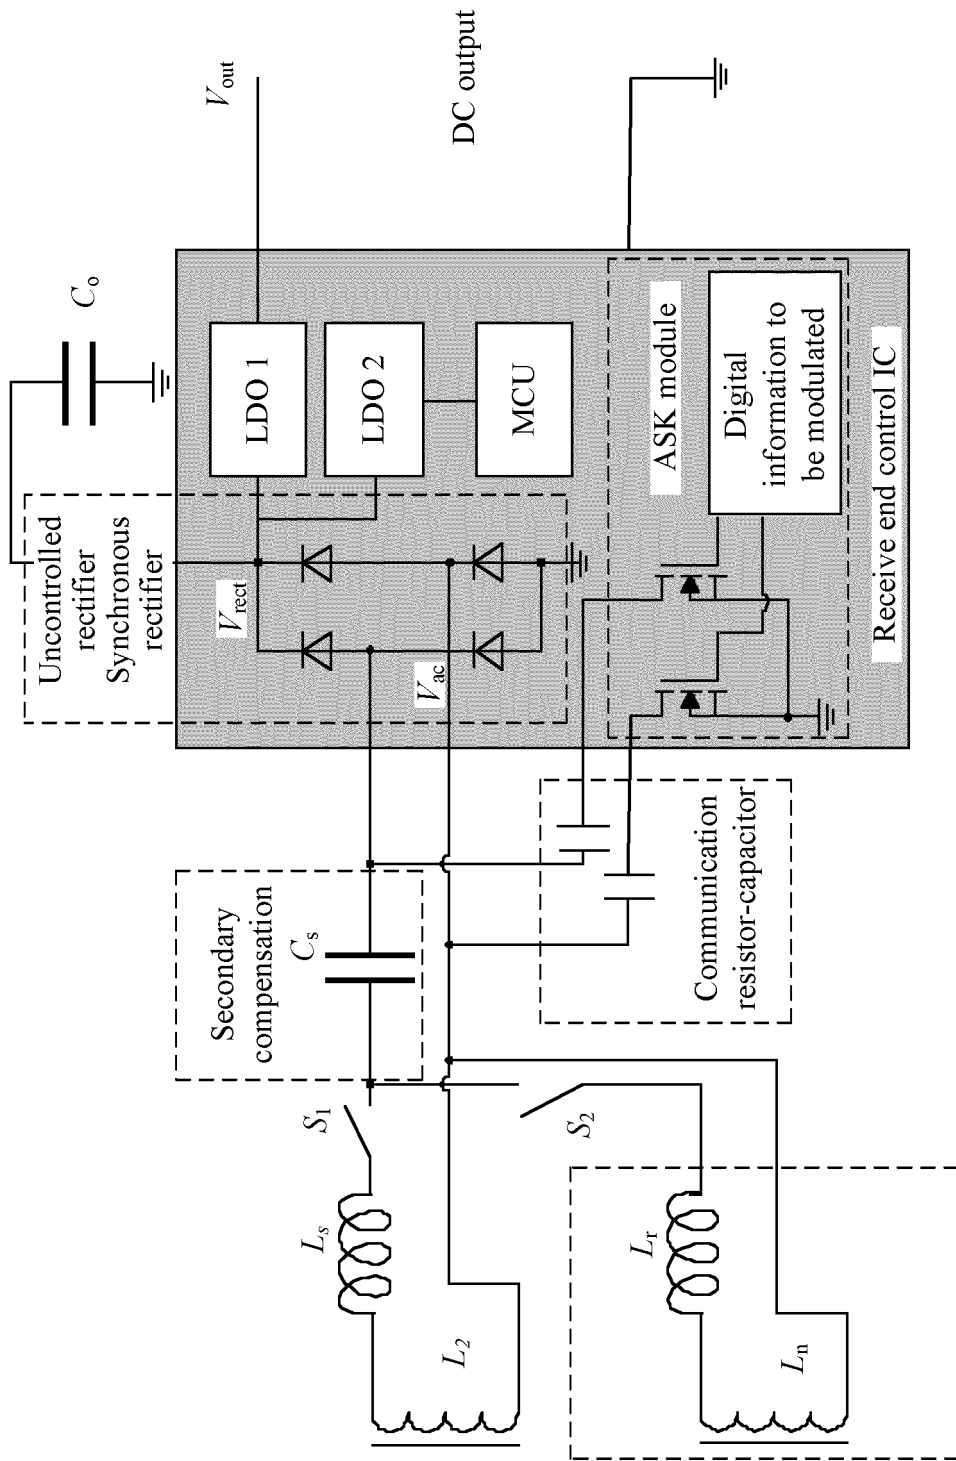 Uncontrolled
rectifier
Synchronous
rectifier
C_o
V_out
DC output
V_rect
V_ac
LDO 1
LDO 2
MCU
ASK module
Digital
information to
be modulated
Receive end control IC
Secondary
compensation
C_s
Communication
resistor-capacitor
S_1
S_2
L_s
L_2
L_r
L_n